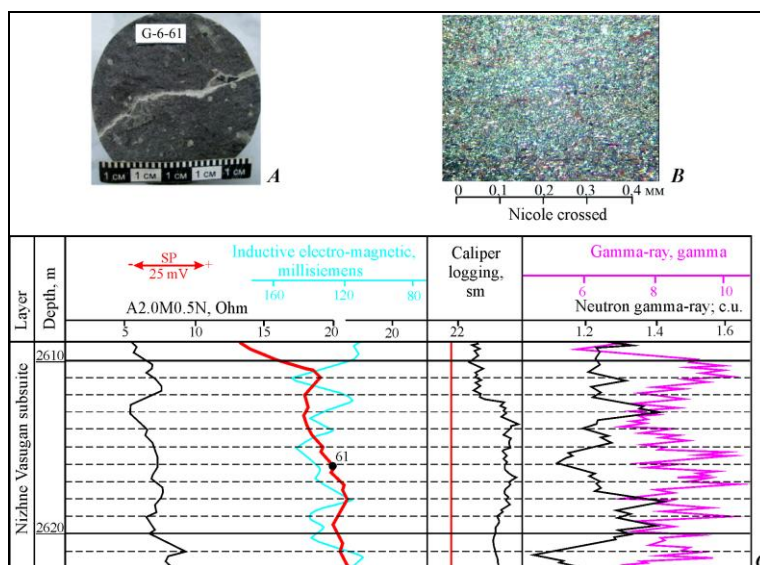 G-6-61
1 СМ 1 СМ 1 СМ 1 СМ 1 СМ
A
0 0,1 0,2 0,3 0,4 мм
Nicole crossed
B
Layer
Depth, m
SP
- +
25 mV
A2.0M0.5N, Ohm
5 10 15 20 20
Inductive electro-magnetic,
millisiemens
160 120 80
Caliper
logging,
sm
22
Gamma-ray, gamma
6 8 10
Neutron gamma-ray; c.u.
1.2 1.4 1.6
Nizhne Vasugan subsuite
2610
2620
61